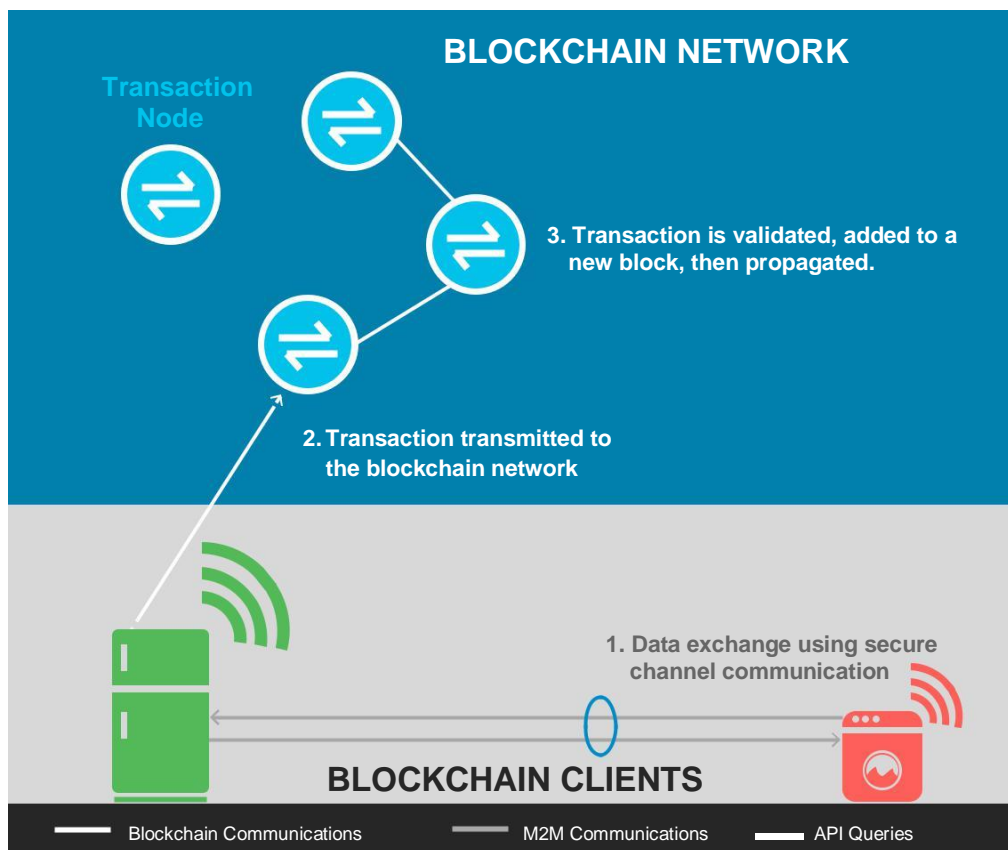 BLOCKCHAIN NETWORK
Transaction
Node
3. Transaction is validated, added to a
new block, then propagated.
2. Transaction transmitted to
the blockchain network
1. Data exchange using secure
channel communication
BLOCKCHAIN CLIENTS
Blockchain Communications
M2M Communications
API Queries